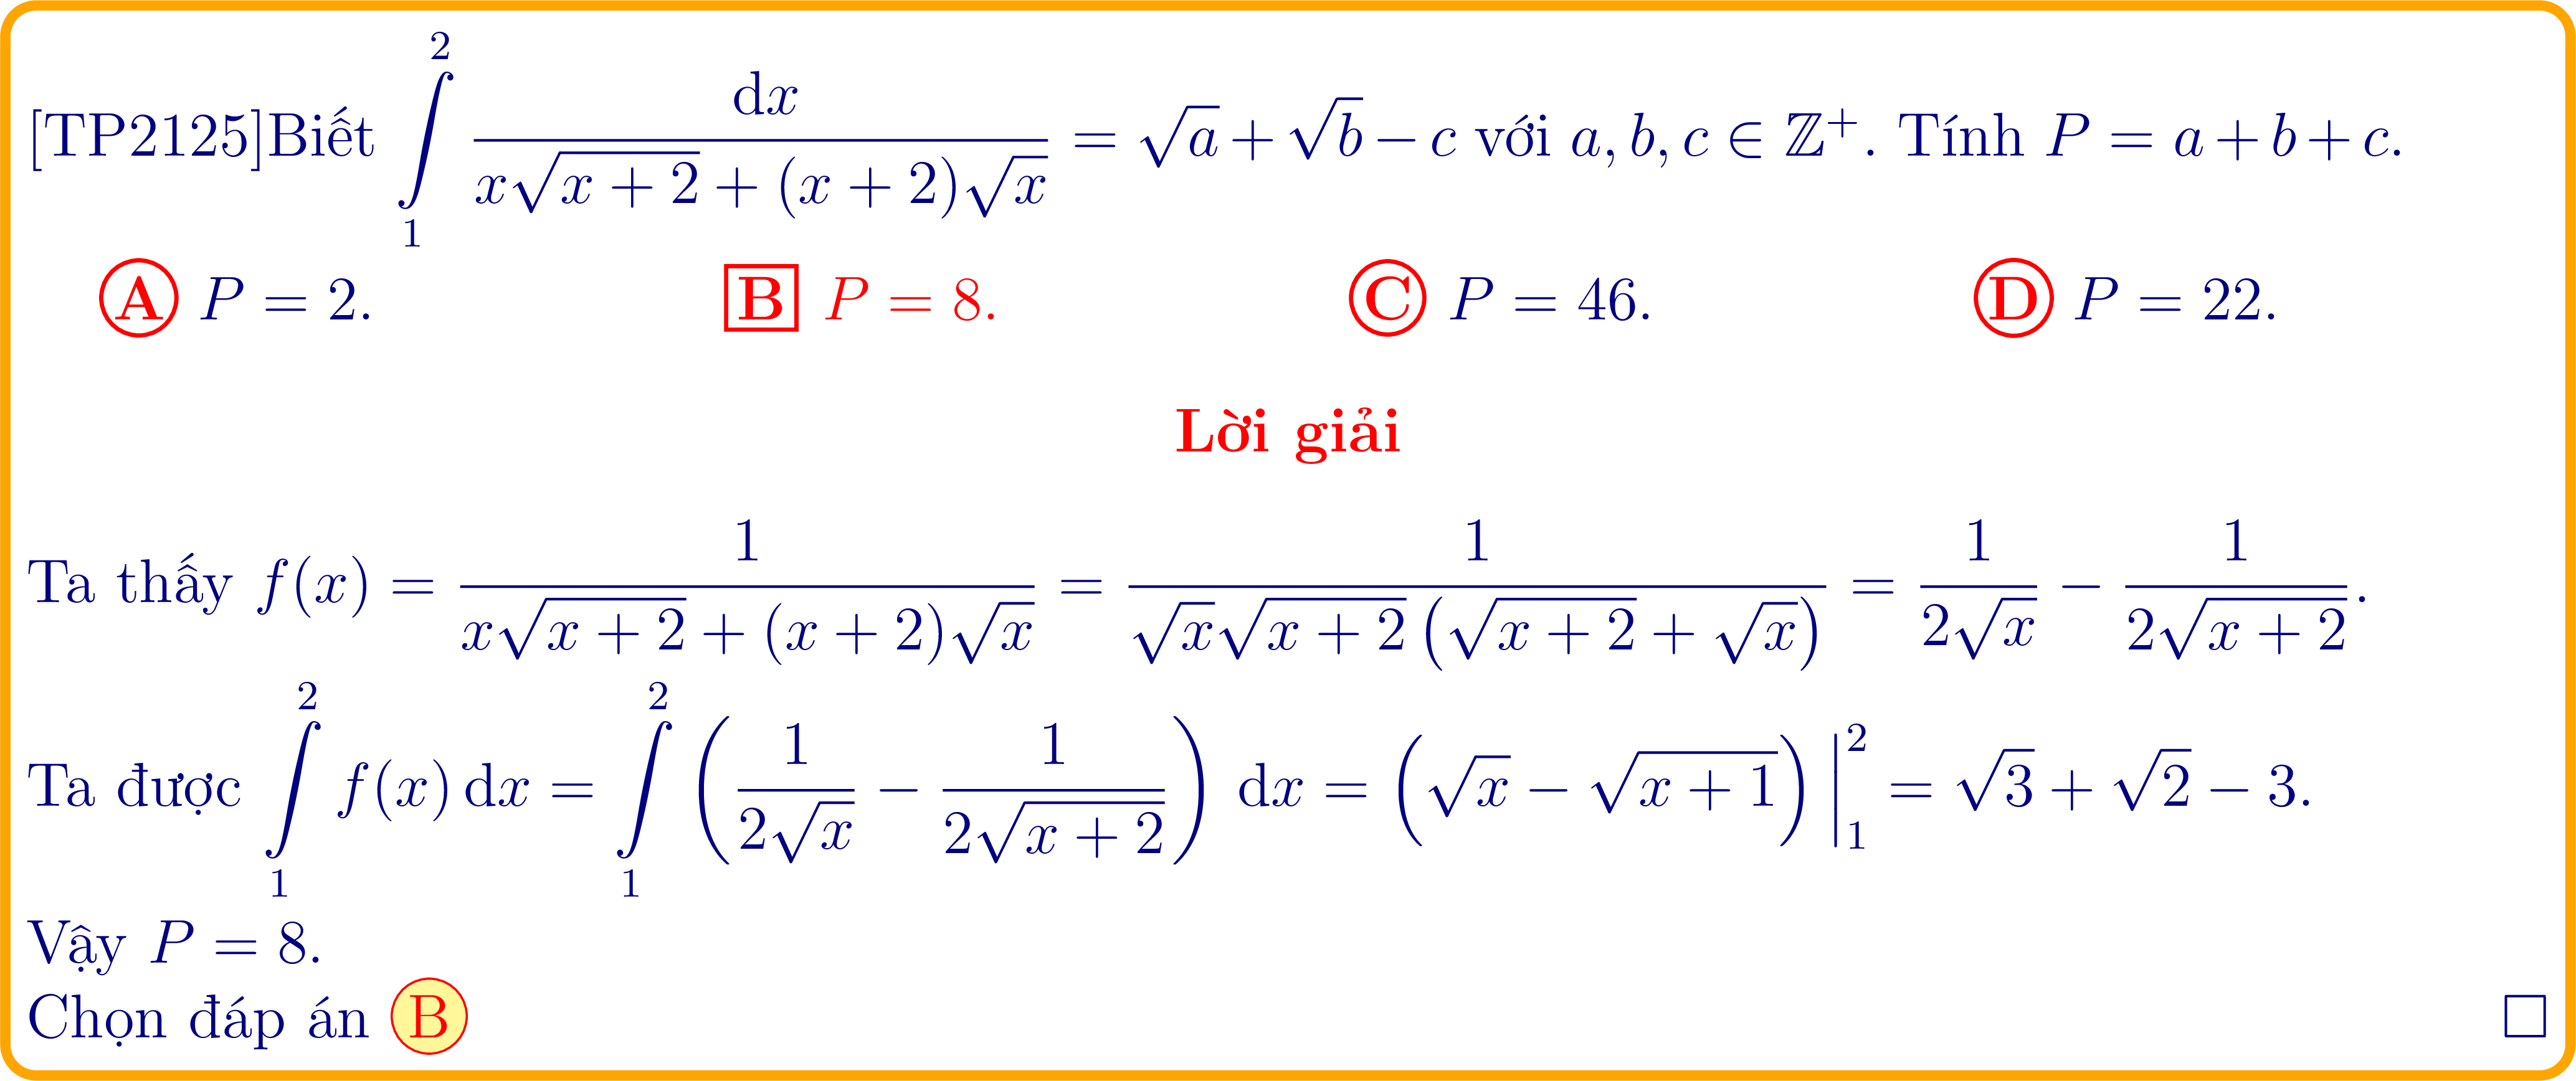 [TP2125]Biết $\int\limits_1^2 \frac{\mathrm{d}x}{x\sqrt{x+2}+(x+2)\sqrt{x}} = \sqrt{a}+\sqrt{b}-c$ với $a, b, c \in \mathbb{Z}^+$. Tính $P = a+b+c$.
Ⓐ $P = 2$. 🄱 $P = 8$. Ⓒ $P = 46$. Ⓓ $P = 22$.
Lời giải
Ta thấy $f(x) = \frac{1}{x\sqrt{x+2}+(x+2)\sqrt{x}} = \frac{1}{\sqrt{x}\sqrt{x+2}\left(\sqrt{x+2}+\sqrt{x}\right)} = \frac{1}{2\sqrt{x}} - \frac{1}{2\sqrt{x+2}}$.
Ta được $\int\limits_1^2 f(x)\,\mathrm{d}x = \int\limits_1^2 \left(\frac{1}{2\sqrt{x}} - \frac{1}{2\sqrt{x+2}}\right)\mathrm{d}x = \left(\sqrt{x}-\sqrt{x+1}\right)\Big|_1^2 = \sqrt{3}+\sqrt{2}-3$.
Vậy $P = 8$.
Chọn đáp án Ⓑ □